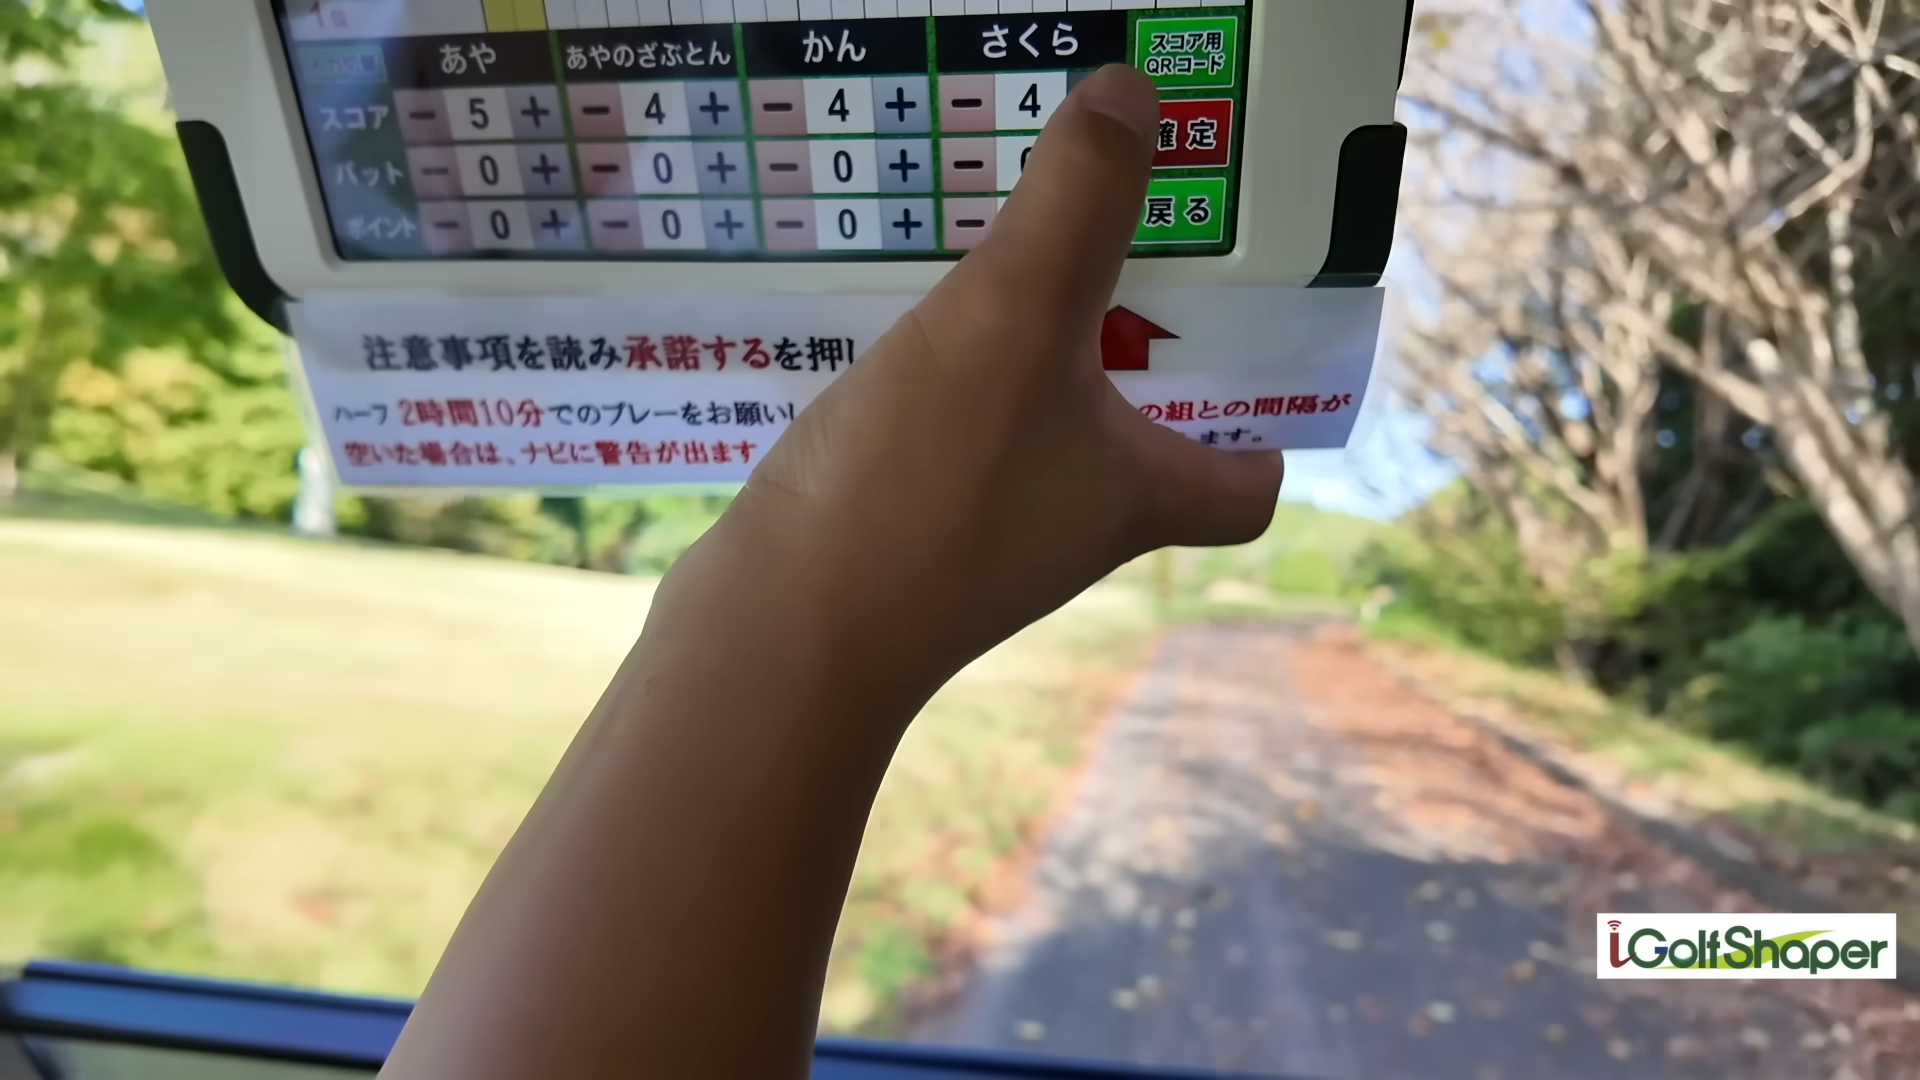 1
あや あやのざぶとん かん さくら スコア用
QRコード
スコア - 5 + - 4 + - 4 + - 4 確定
パット - 0 + - 0 + - 0 + -
ポイント - 0 + - 0 + - 0 + - 戻る
注意事項を読み承諾するを押し
ハーフ 2時間10分でのプレーをお願いし
の組との間隔が
空いた場合は、ナビに警告が出ます
ます。
iGolfShaper